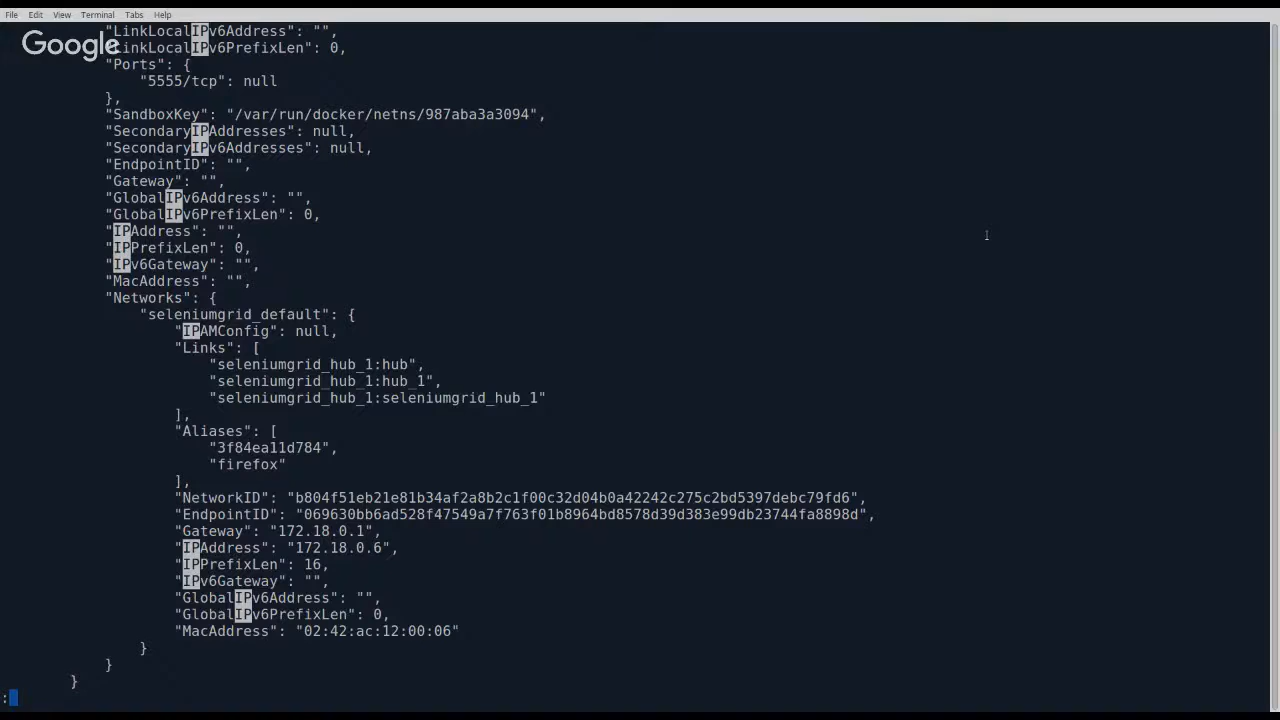 File Edit View Terminal Tabs Help
"LinkLocalIPv6Address": "",
Google
"LinkLocalIPv6PrefixLen": 0,
"Ports": {
"5555/tcp": null
},
"SandboxKey": "/var/run/docker/netns/987aba3a3094",
"SecondaryIPAddresses": null,
"SecondaryIPv6Addresses": null,
"EndpointID": "",
"Gateway": "",
"GlobalIPv6Address": "",
"GlobalIPv6PrefixLen": 0,
"IPAddress": "",
"IPPrefixLen": 0,
"IPv6Gateway": "",
"MacAddress": "",
"Networks": {
"seleniumgrid_default": {
"IPAMConfig": null,
"Links": [
"seleniumgrid_hub_1:hub",
"seleniumgrid_hub_1:hub_1",
"seleniumgrid_hub_1:seleniumgrid_hub_1"
],
"Aliases": [
"3f84ea11d784",
"firefox"
],
"NetworkID": "b804f51eb21e81b34af2a8b2c1f00c32d04b0a42242c275c2bd5397debc79fd6",
"EndpointID": "069630bb6ad528f47549a7f763f01b8964bd8578d39d383e99db23744fa8898d",
"Gateway": "172.18.0.1",
"IPAddress": "172.18.0.6",
"IPPrefixLen": 16,
"IPv6Gateway": "",
"GlobalIPv6Address": "",
"GlobalIPv6PrefixLen": 0,
"MacAddress": "02:42:ac:12:00:06"
}
}
}
: